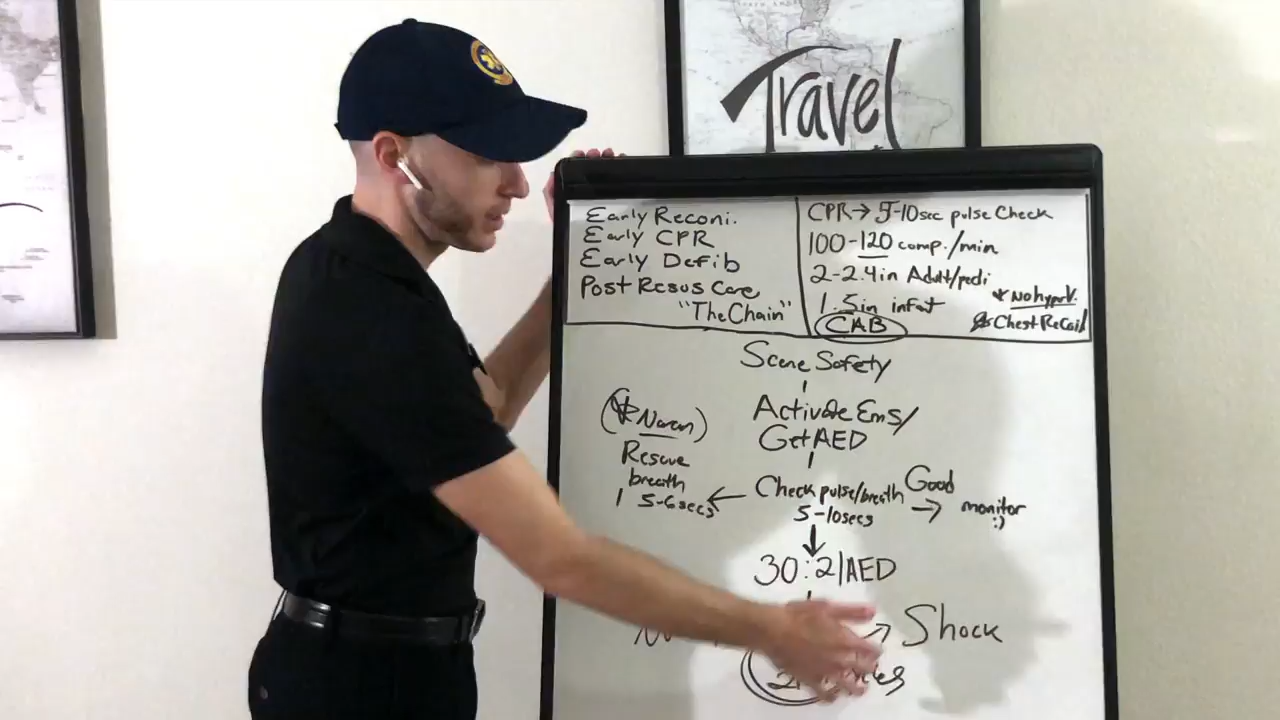 Travel
Early Reconi.
Early CPR
Early Defib
Post Resus Care
"The Chain"
CPR→ 5-10sec pulse Check
100-120 comp./min
2-2.4in Adult/pedi
1.5in infant
* No hyperV.
Chest ReCoil
CAB
Scene Safety
Activate Ems/
Get AED
Check pulse/breath
5-10secs
Good
→ monitor
:)
(* Narcan)
Rescue
breath
1 5-6secs ←
30:2/AED
Shock